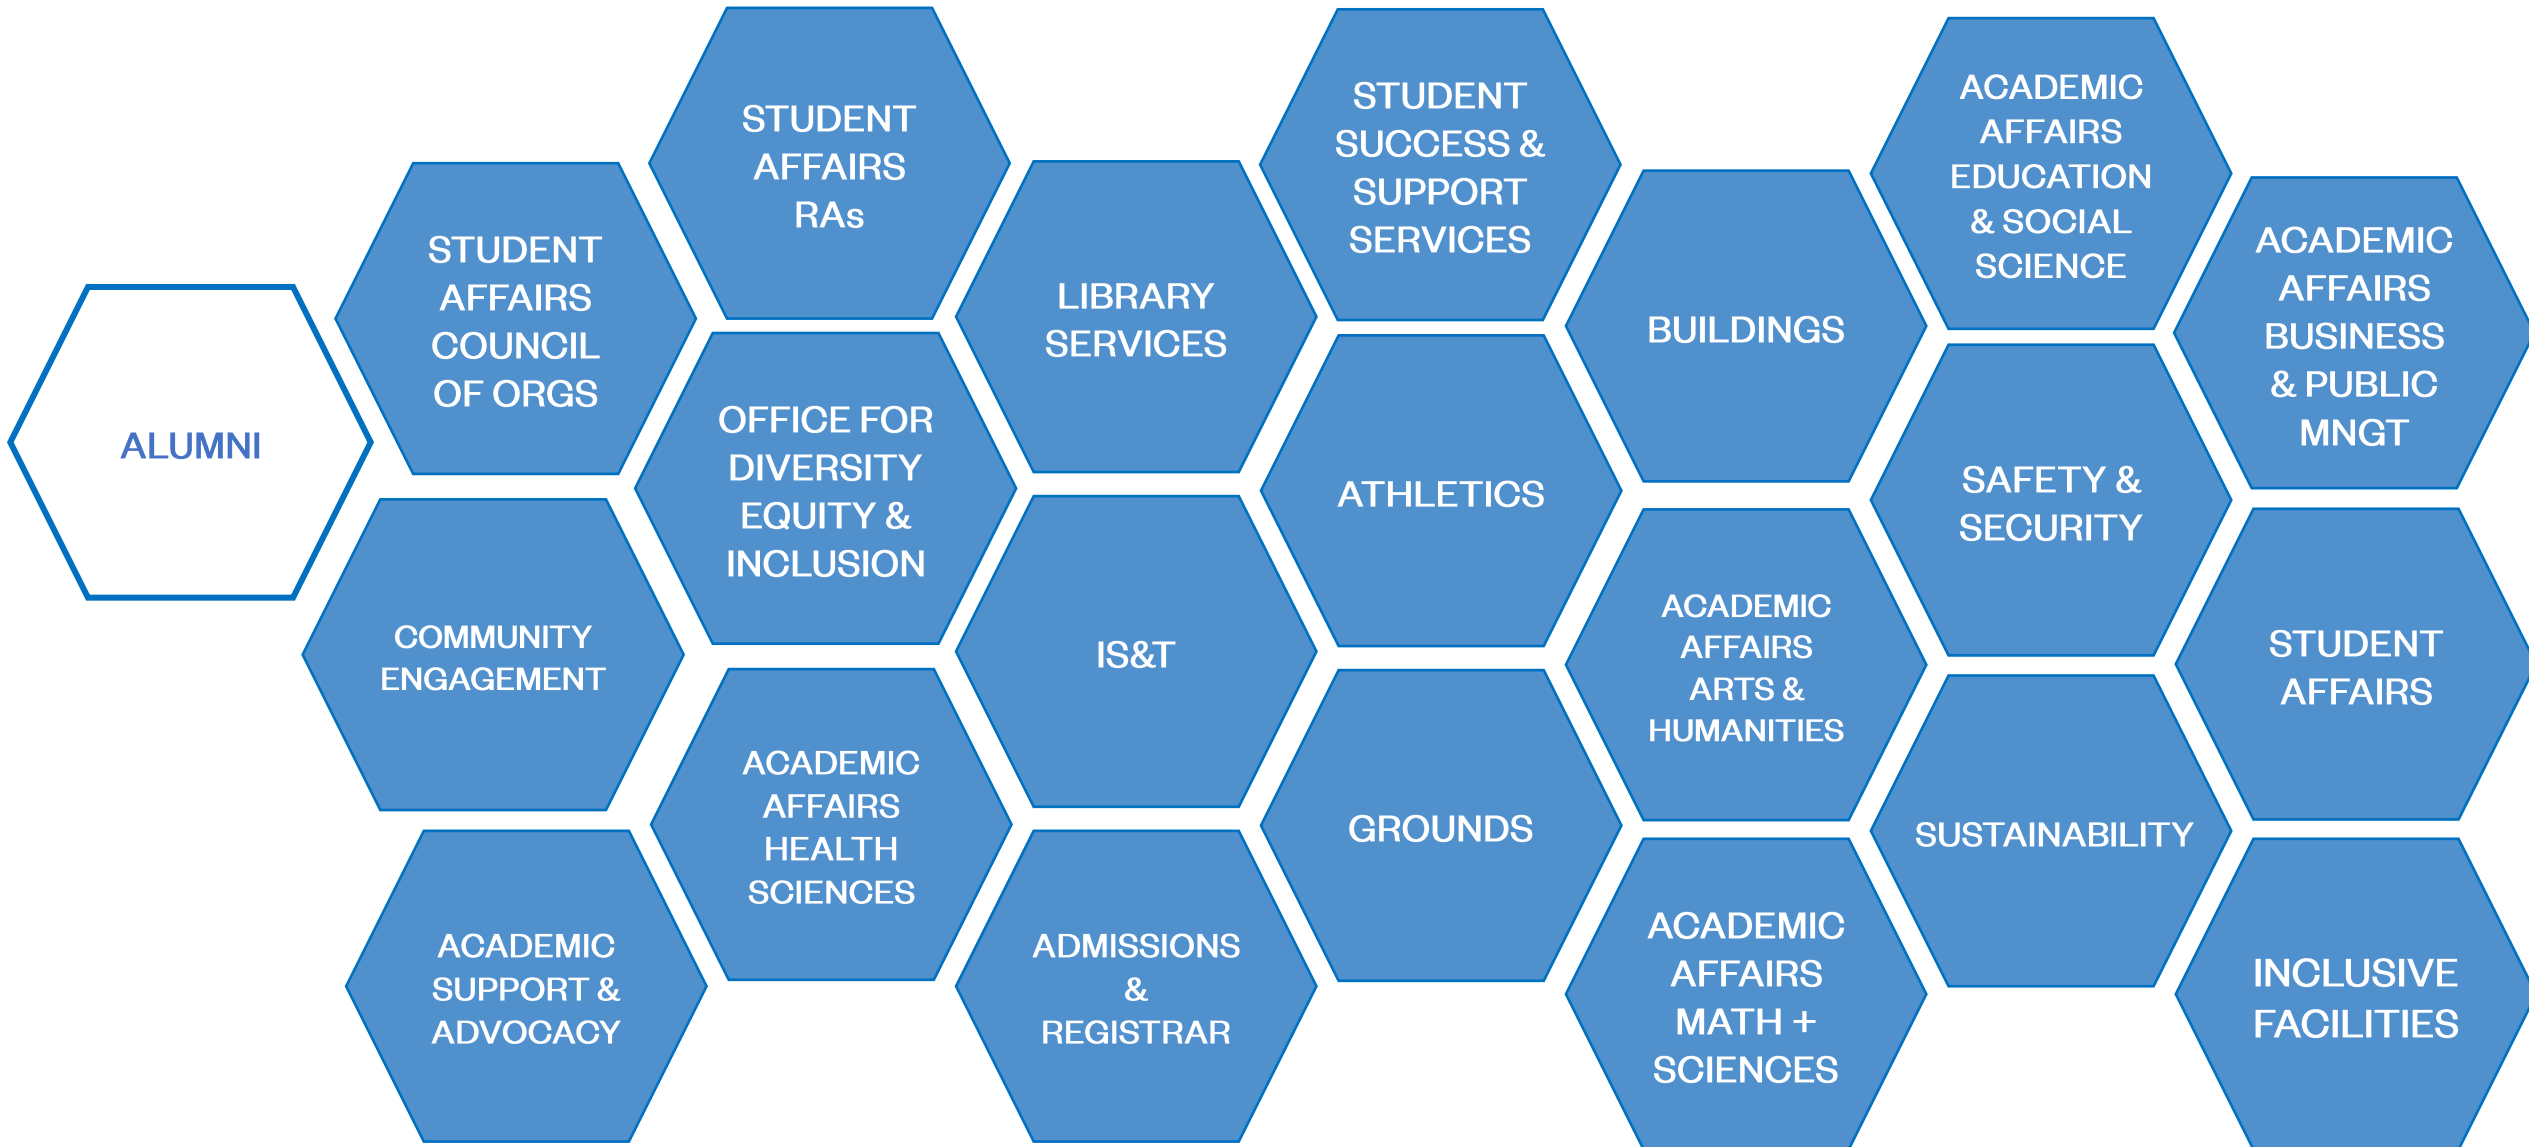 ALUMNI
STUDENT
AFFAIRS
COUNCIL
OF ORGS
COMMUNITY
ENGAGEMENT
ACADEMIC
SUPPORT &
ADVOCACY
STUDENT
AFFAIRS
RAs
OFFICE FOR
DIVERSITY
EQUITY &
INCLUSION
ACADEMIC
AFFAIRS
HEALTH
SCIENCES
LIBRARY
SERVICES
IS&T
ADMISSIONS
&
REGISTRAR
STUDENT
SUCCESS &
SUPPORT
SERVICES
ATHLETICS
GROUNDS
BUILDINGS
ACADEMIC
AFFAIRS
ARTS &
HUMANITIES
ACADEMIC
AFFAIRS
MATH +
SCIENCES
ACADEMIC
AFFAIRS
EDUCATION
& SOCIAL
SCIENCE
SAFETY &
SECURITY
SUSTAINABILITY
ACADEMIC
AFFAIRS
BUSINESS
& PUBLIC
MNGT
STUDENT
AFFAIRS
INCLUSIVE
FACILITIES